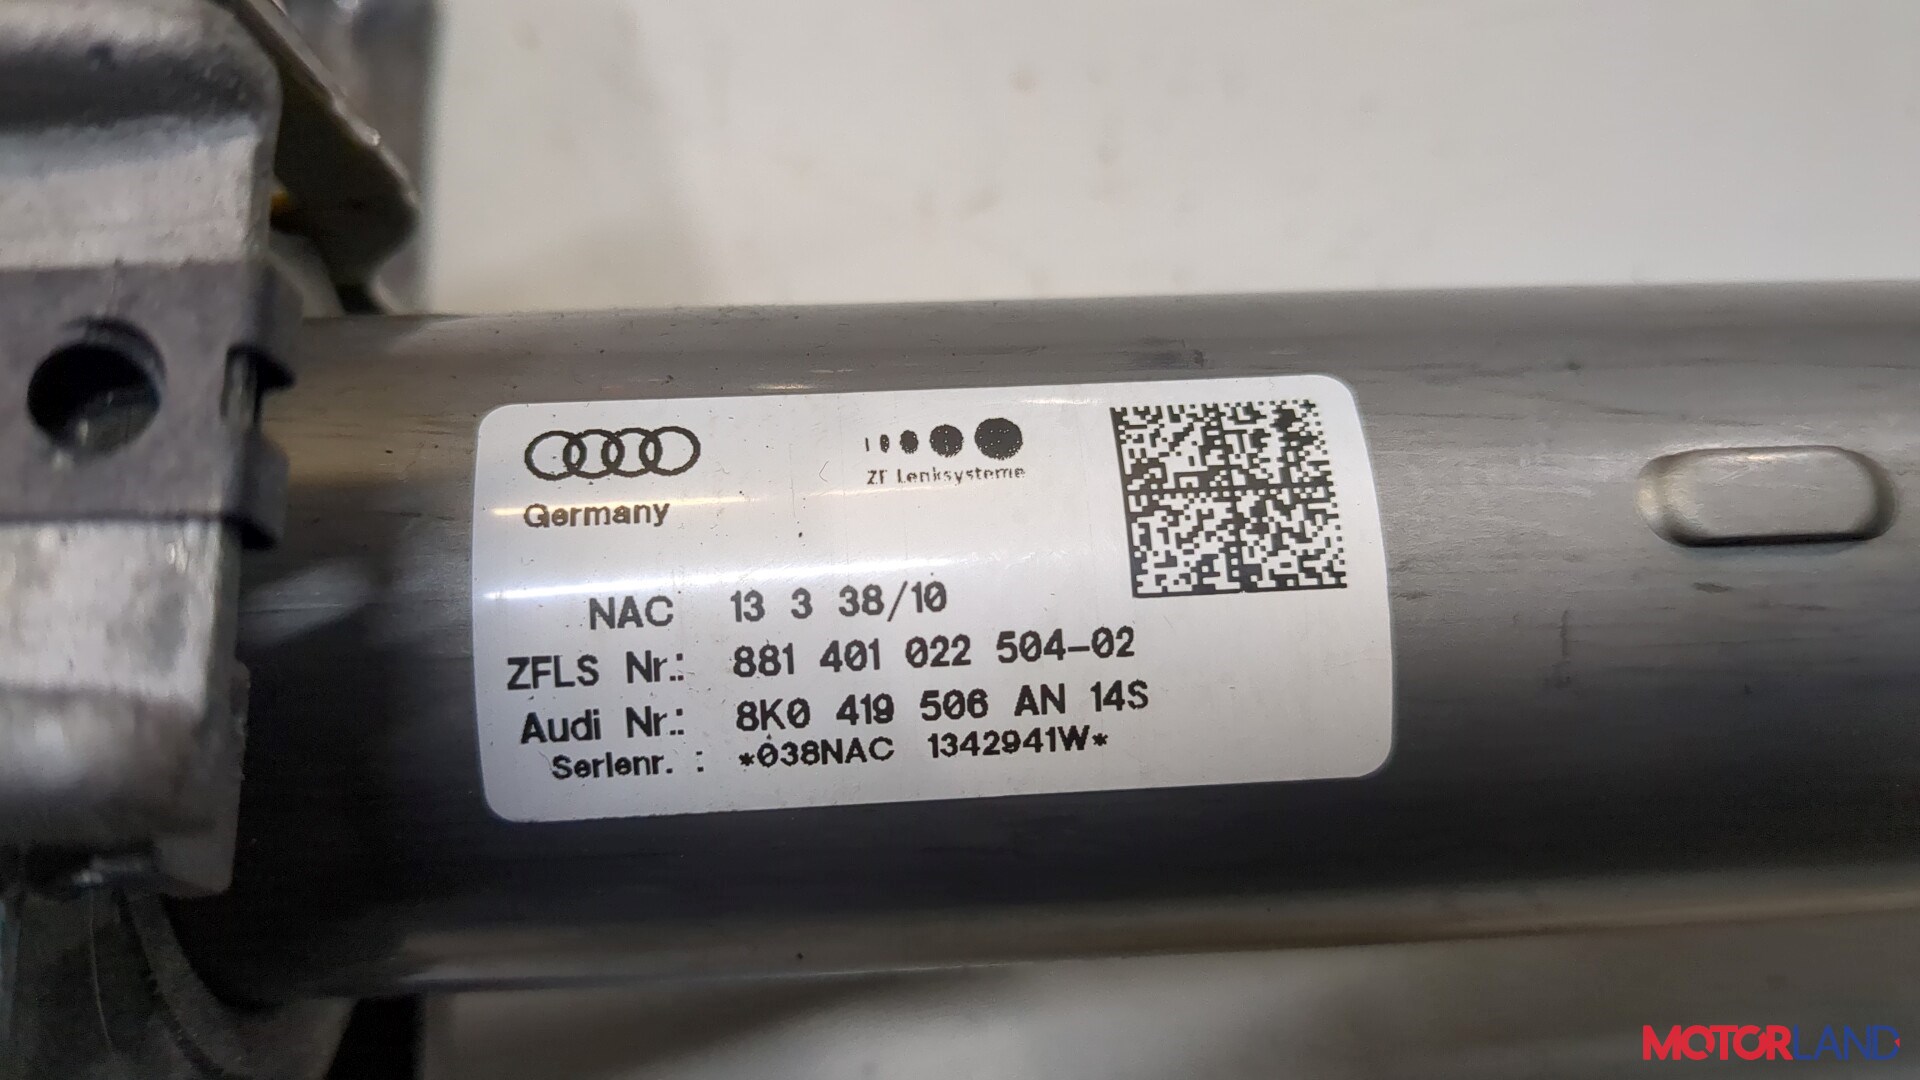 ZF Lenksysteme
Germany
NAC 13 3 38/10
ZFLS Nr.: 881 401 022 504-02
Audi Nr.: 8K0 419 506 AN 14S
Serienr. : *038NAC 1342941W*
MOTORLAND